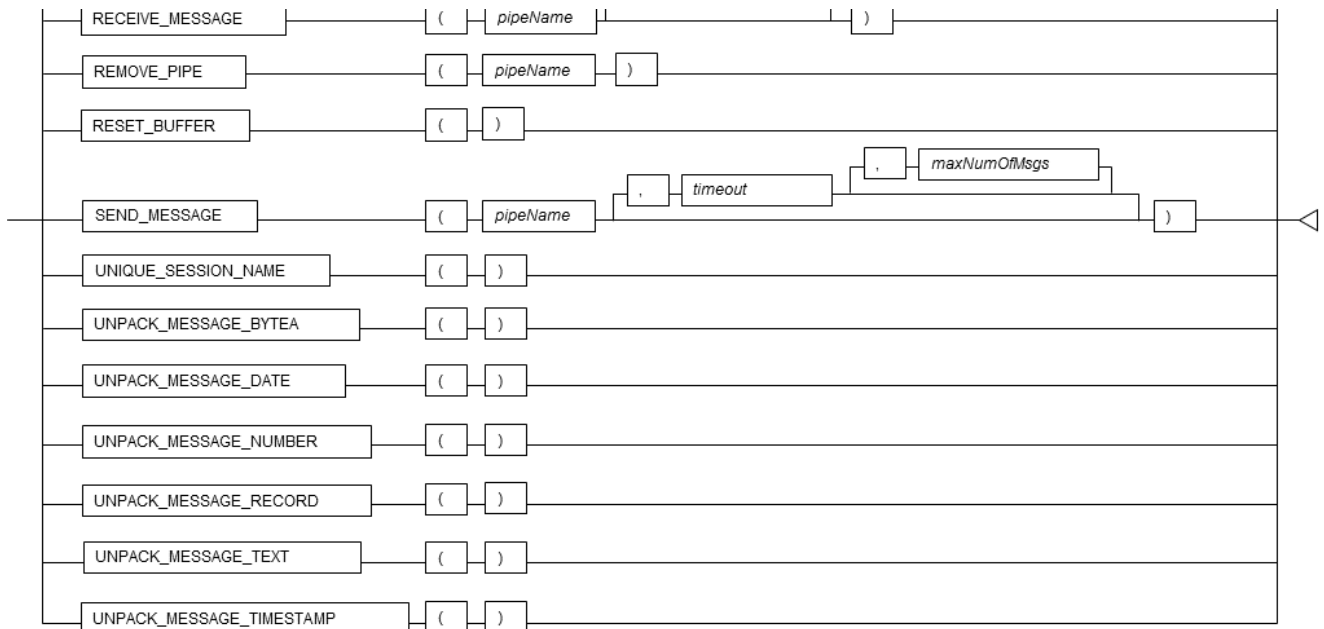 RECEIVE_MESSAGE ( pipeName )
REMOVE_PIPE ( pipeName )
RESET_BUFFER ( )
, maxNumOfMsgs
, timeout
SEND_MESSAGE ( pipeName )
UNIQUE_SESSION_NAME ( )
UNPACK_MESSAGE_BYTEA ( )
UNPACK_MESSAGE_DATE ( )
UNPACK_MESSAGE_NUMBER ( )
UNPACK_MESSAGE_RECORD ( )
UNPACK_MESSAGE_TEXT ( )
UNPACK_MESSAGE_TIMESTAMP ( )